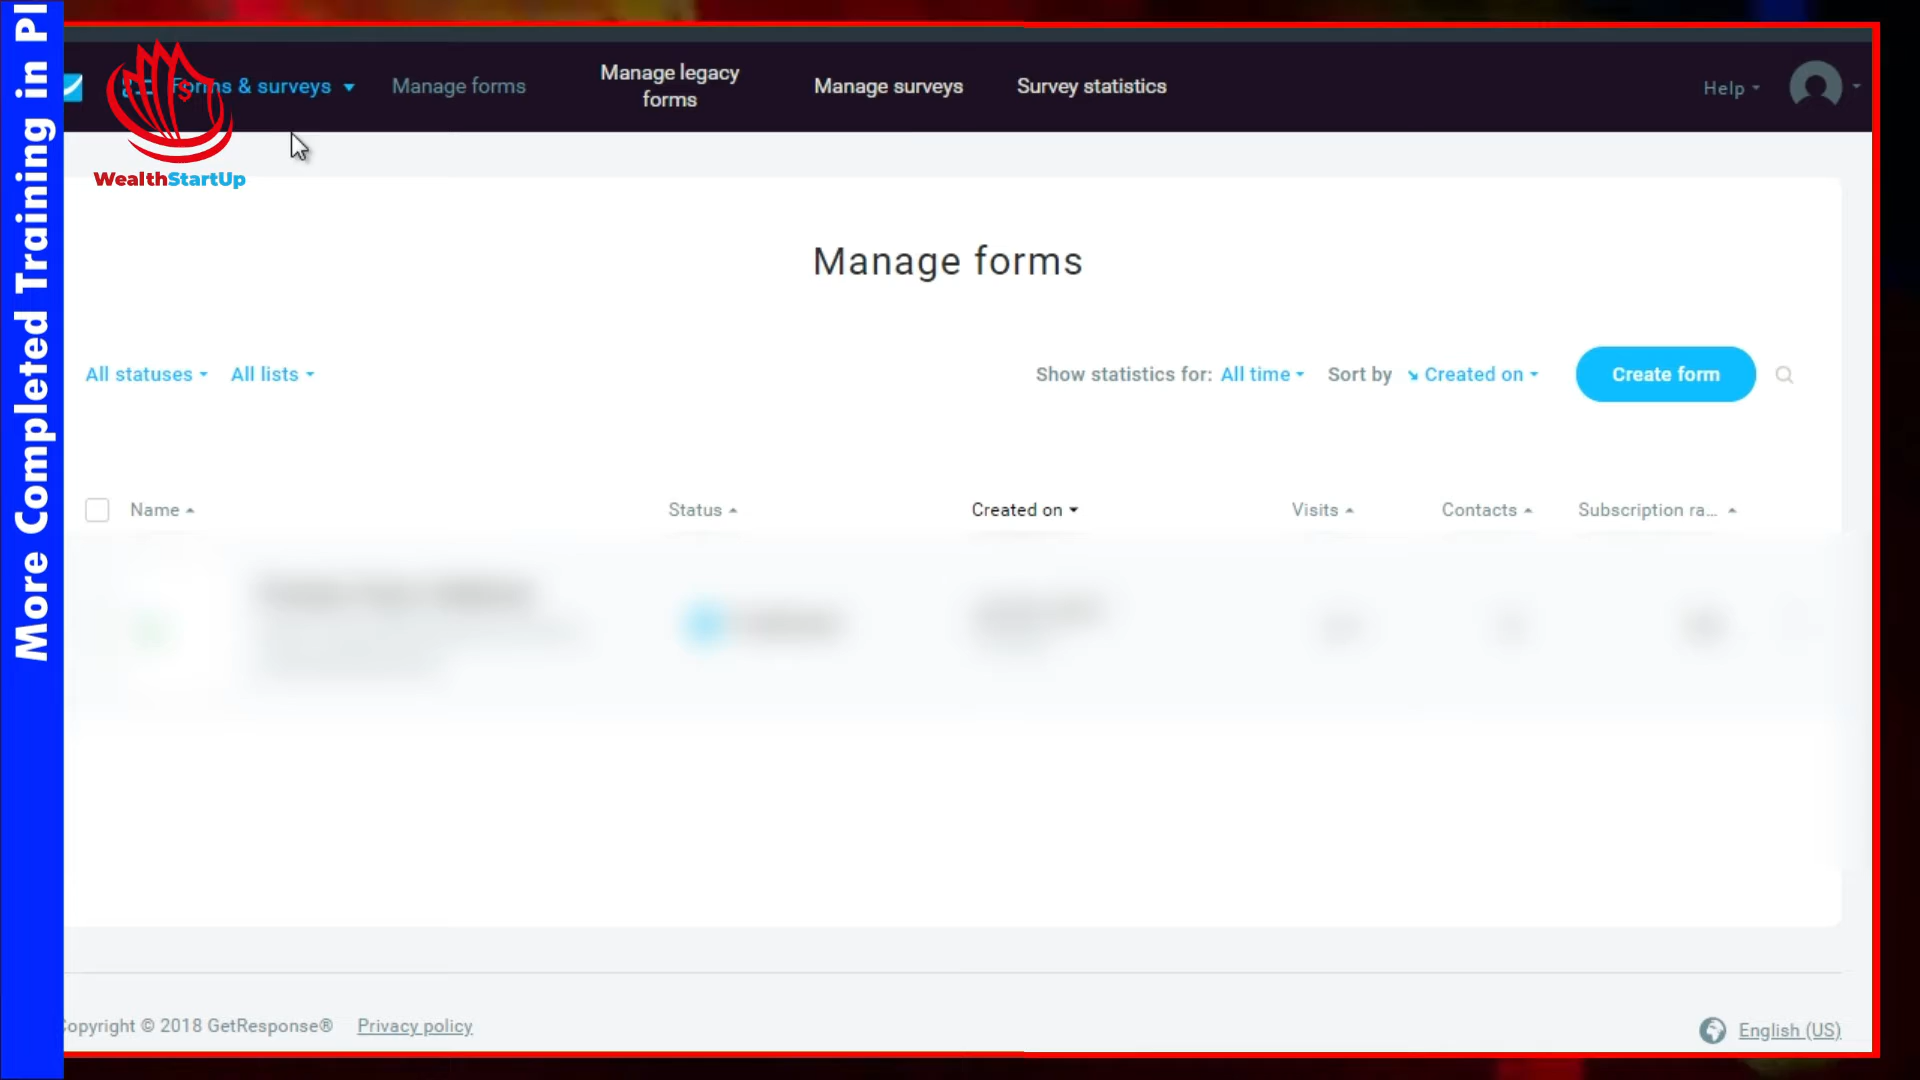 More Completed Training in Pl
Forms & surveys
Manage forms
Manage legacy
forms
Manage surveys
Survey statistics
Help
WealthStartUp
Manage forms
All statuses
All lists
Show statistics for: All time
Sort by
Created on
Create form
Name
Status
Created on
Visits
Contacts
Subscription ra...
Copyright © 2018 GetResponse®
Privacy policy
English (US)